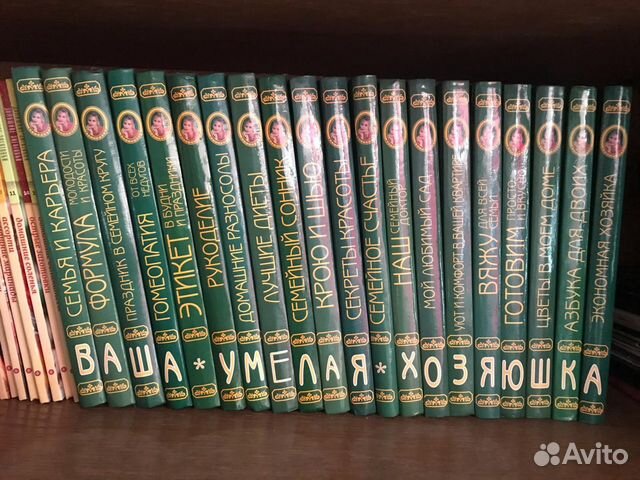 СЕМЬЯ И КАРЬЕРА
ФОРМУЛА МОЛОДОСТИ И КРАСОТЫ
ПРАЗДНИК В СЕМЕЙНОМ КРУГУ
ГОМЕОПАТИЯ ОТ ВСЕХ НЕДУГОВ
ЭТИКЕТ В БУДНИ И ПРАЗДНИКИ
РУКОДЕЛИЕ
ДОМАШНИЕ РАЗНОСОЛЫ
ЛУЧШИЕ ДИЕТЫ
СЕМЕЙНЫЙ СОННИК
КРОЮ И ШЬЮ
СЕКРЕТЫ КРАСОТЫ
СЕМЕЙНОЕ СЧАСТЬЕ
НАШ СЕМЕЙНЫЙ ДОКТОР
МОЙ ЛЮБИМЫЙ САД
УЮТ И КОМФОРТ В ВАШЕЙ КВАРТИРЕ
ВЯЖУ ДЛЯ ВСЕЙ СЕМЬИ
ГОТОВИМ ПРОСТО И ВКУСНО
ЦВЕТЫ В МОЕМ ДОМЕ
АЗБУКА ДЛЯ ДВОИХ
ЭКОНОМНАЯ ХОЗЯЙКА
ВАША * УМЕЛАЯ * ХОЗЯЮШКА
Avito